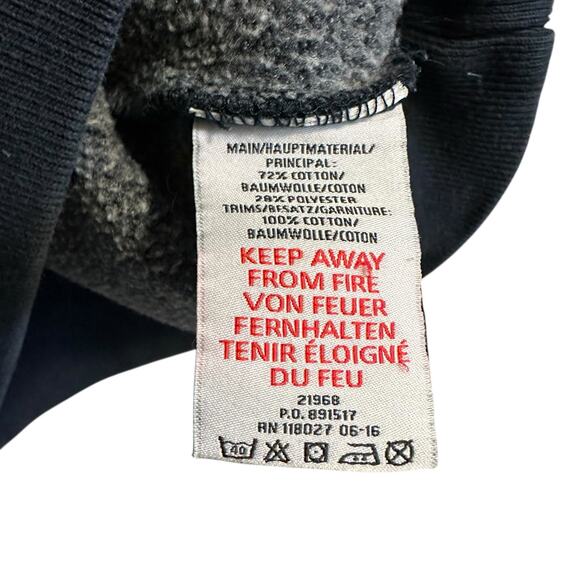 MAIN/HAUPTMATERIAL/
PRINCIPAL:
72% COTTON/
BAUMWOLLE/COTON
28% POLYESTER
TRIMS/BESATZ/GARNITURE:
100% COTTON/
BAUMWOLLE/COTON
KEEP AWAY
FROM FIRE
VON FEUER
FERNHALTEN
TENIR ÉLOIGNÉ
DU FEU
21968
P.O. 891517
RN 118027 06-16
40